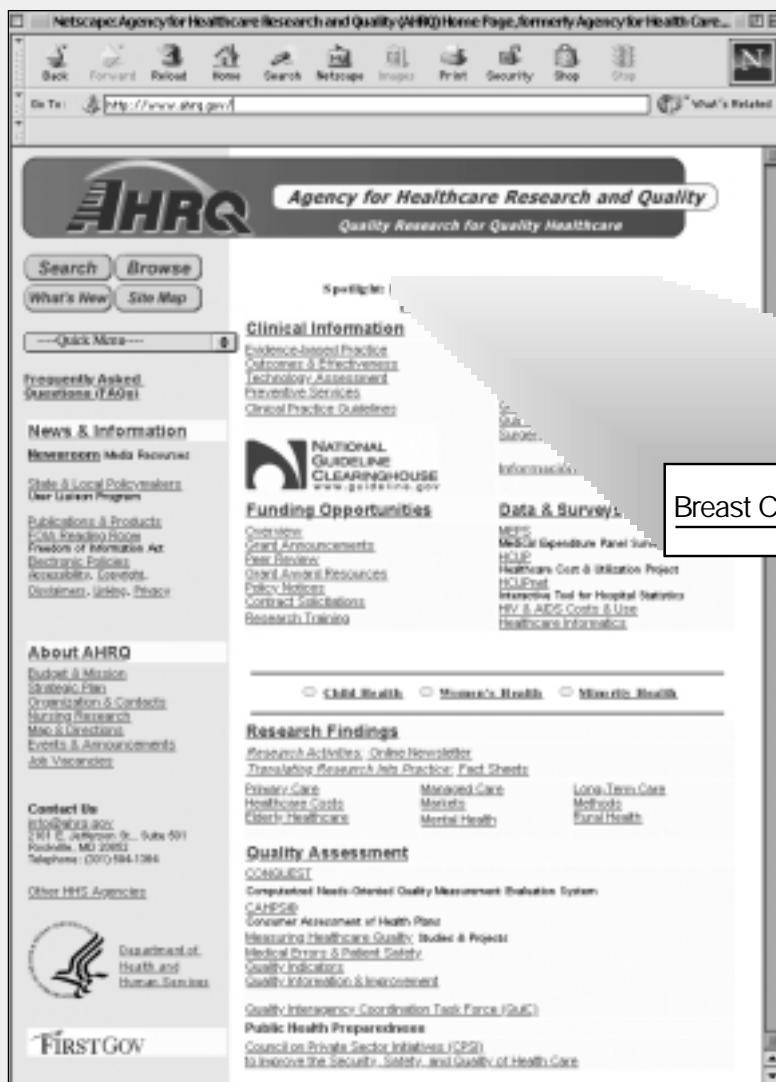 Netscape: Agency for Healthcare Research and Quality (AHRQ) Home Page, formerly Agency for Health Care...
Back Forward Reload Home Search Netscape Images Print Security Shop Stop
N
Go To: http://www.ahrq.gov/ What's Related
AHRQ
Agency for Healthcare Research and Quality
Quality Research for Quality Healthcare
Search Browse
What's New Site Map
----Quick Menu----
Frequently Asked
Questions (FAQs)
News & Information
Newsroom Media Resources
State & Local Policymakers
User Liaison Program
Publications & Products
FOIA Reading Room
Freedom of Information Act
Electronic Policies
Accessibility, Copyright,
Disclaimers, Linking, Privacy
About AHRQ
Budget & Mission
Strategic Plan
Organization & Contacts
Nursing Research
Map & Directions
Events & Announcements
Job Vacancies
Contact Us
info@ahrq.gov
2101 E. Jefferson St., Suite 501
Rockville, MD 20852
Telephone: (301) 594-1364
Other HHS Agencies
Department of
Health and
Human Services
FIRSTGOV
Spotlight:
Clinical Information
Evidence-based Practice
Outcomes & Effectiveness
Technology Assessment
Preventive Services
Clinical Practice Guidelines
Surgery
Información
NATIONAL
GUIDELINE
CLEARINGHOUSE
www.guideline.gov
Breast C
Funding Opportunities
Overview
Grant Announcements
Peer Review
Grant Award Resources
Policy Notices
Contract Solicitations
Research Training
Data & Surveys
MEPS
Medical Expenditure Panel Surv
HCUP
Healthcare Cost & Utilization Project
HCUPnet
Interactive Tool for Hospital Statistics
HIV & AIDS Costs & Use
Healthcare Informatics
Child Health Women's Health Minority Health
Research Findings
Research Activities: Online Newsletter
Translating Research Into Practice: Fact Sheets
Primary Care Managed Care Long-Term Care
Healthcare Costs Markets Methods
Elderly Healthcare Mental Health Rural Health
Quality Assessment
CONQUEST
Computerized Needs-Oriented Quality Measurement Evaluation System
CAHPS®
Consumer Assessment of Health Plans
Measuring Healthcare Quality: Studies & Projects
Medical Errors & Patient Safety
Quality Indicators
Quality Information & Improvement
Quality Interagency Coordination Task Force (QuIC)
Public Health Preparedness
Council on Private Sector Initiatives (CPSI)
to Improve the Security, Safety, and Quality of Health Care